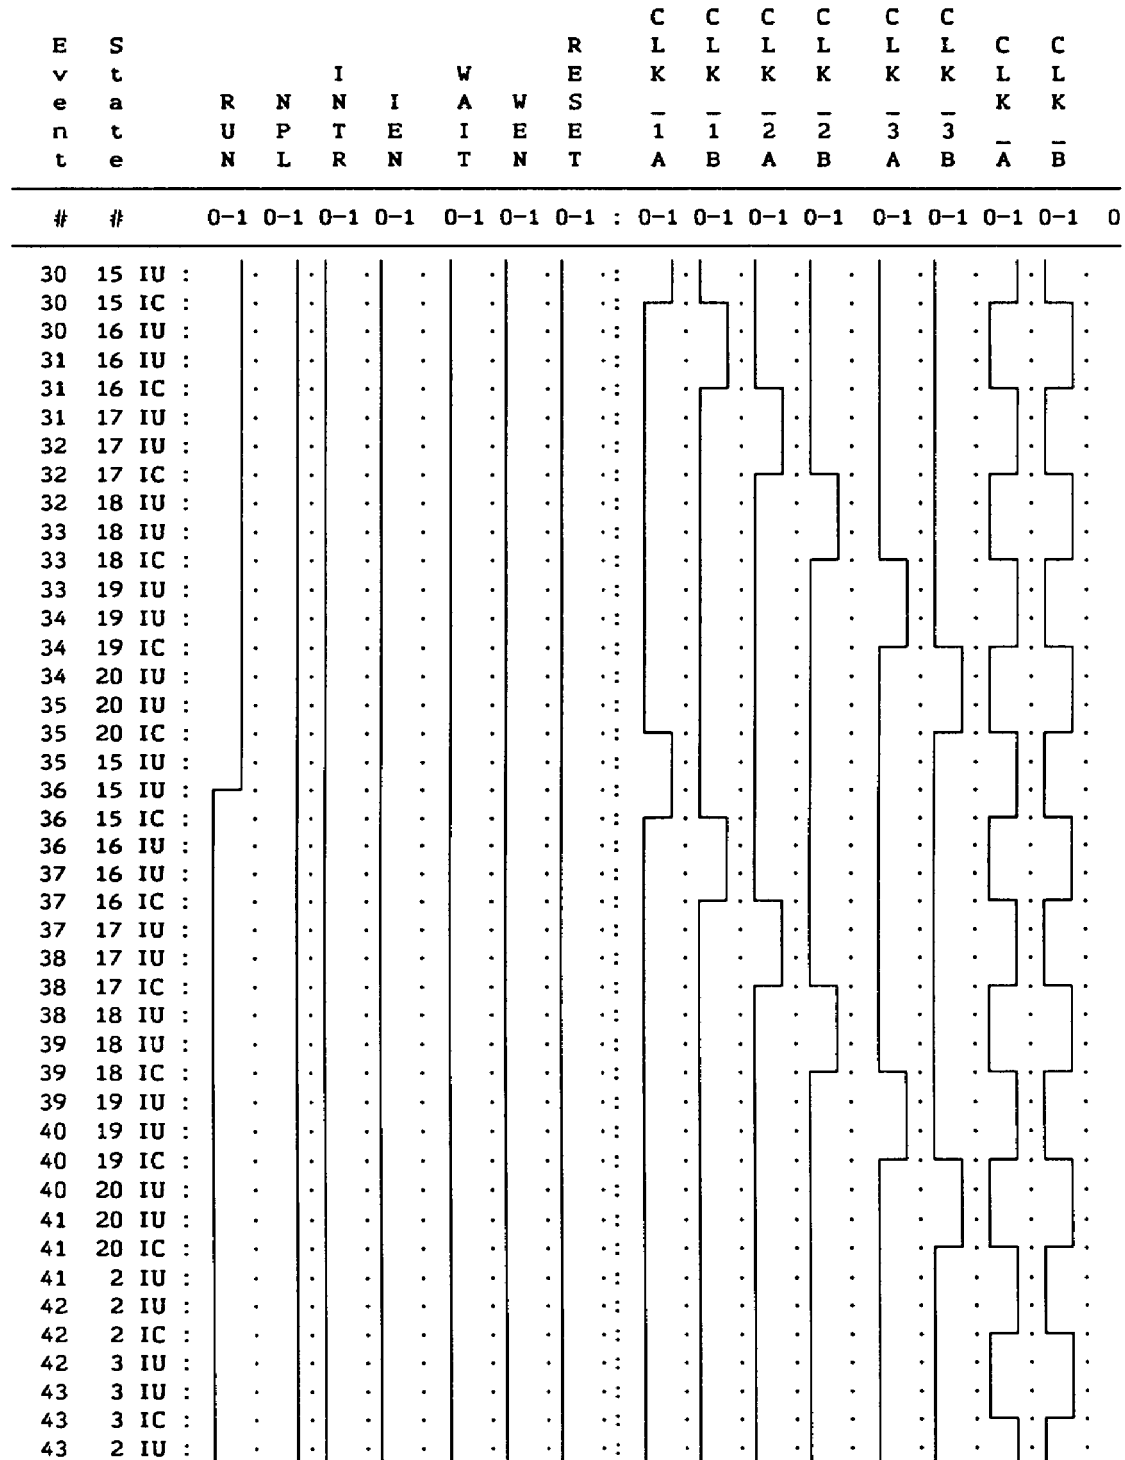 C C C C C C
E S R L L L L L L C C
v t I W E K K K K K K L L
e a R N N I A W S _ _ _ _ _ _ K K
n t U P T E I E E 1 1 2 2 3 3 _ _
t e N L R N T N T A B A B A B A B
# # 0-1 0-1 0-1 0-1 0-1 0-1 0-1 : 0-1 0-1 0-1 0-1 0-1 0-1 0-1 0-1 0
30 15 IU :
30 15 IC :
30 16 IU :
31 16 IU :
31 16 IC :
31 17 IU :
32 17 IU :
32 17 IC :
32 18 IU :
33 18 IU :
33 18 IC :
33 19 IU :
34 19 IU :
34 19 IC :
34 20 IU :
35 20 IU :
35 20 IC :
35 15 IU :
36 15 IU :
36 15 IC :
36 16 IU :
37 16 IU :
37 16 IC :
37 17 IU :
38 17 IU :
38 17 IC :
38 18 IU :
39 18 IU :
39 18 IC :
39 19 IU :
40 19 IU :
40 19 IC :
40 20 IU :
41 20 IU :
41 20 IC :
41 2 IU :
42 2 IU :
42 2 IC :
42 3 IU :
43 3 IU :
43 3 IC :
43 2 IU :